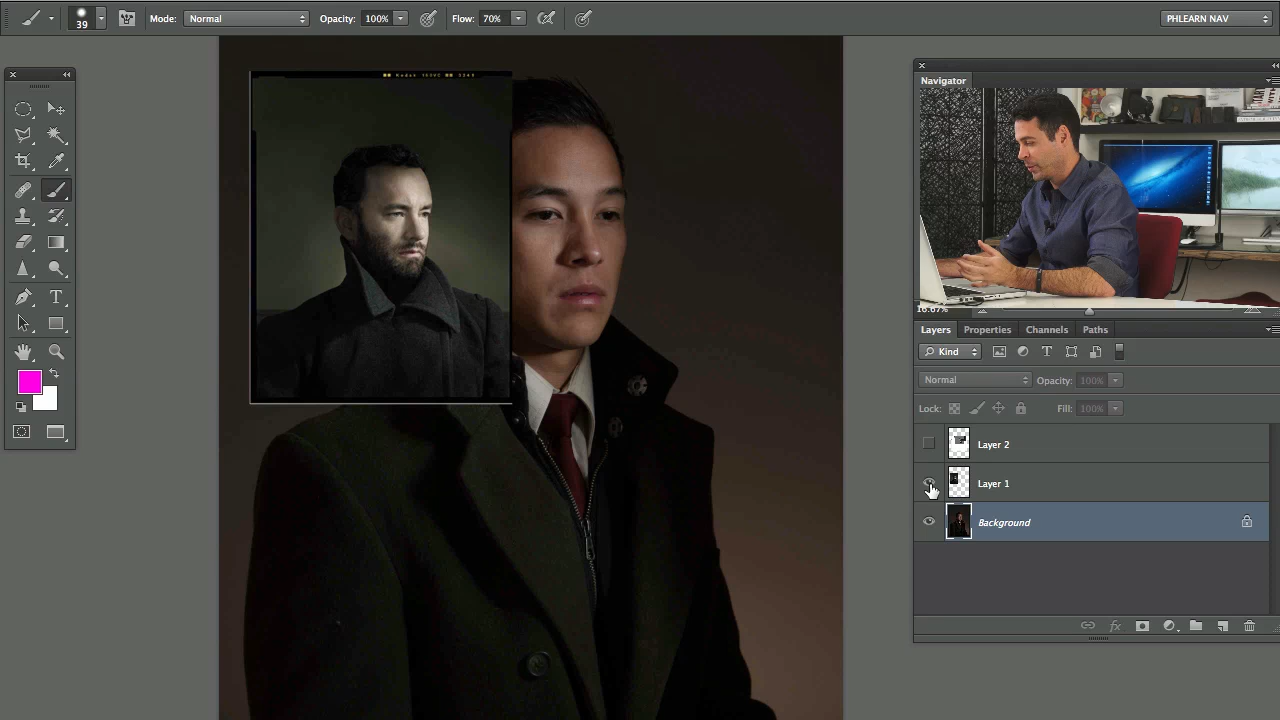 39
Mode: Normal Opacity: 100% Flow: 70% PHLEARN NAV
Navigator
16.67%
Layers Properties Channels Paths
Kind
Normal Opacity: 100%
Lock: Fill: 100%
Layer 2
Layer 1
Background
fx